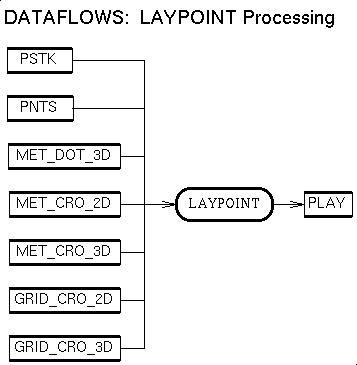 DATAFLOWS: LAYPOINT Processing
PSTK
PNTS
MET_DOT_3D
MET_CRO_2D
LAYPOINT
PLAY
MET_CRO_3D
GRID_CRO_2D
GRID_CRO_3D